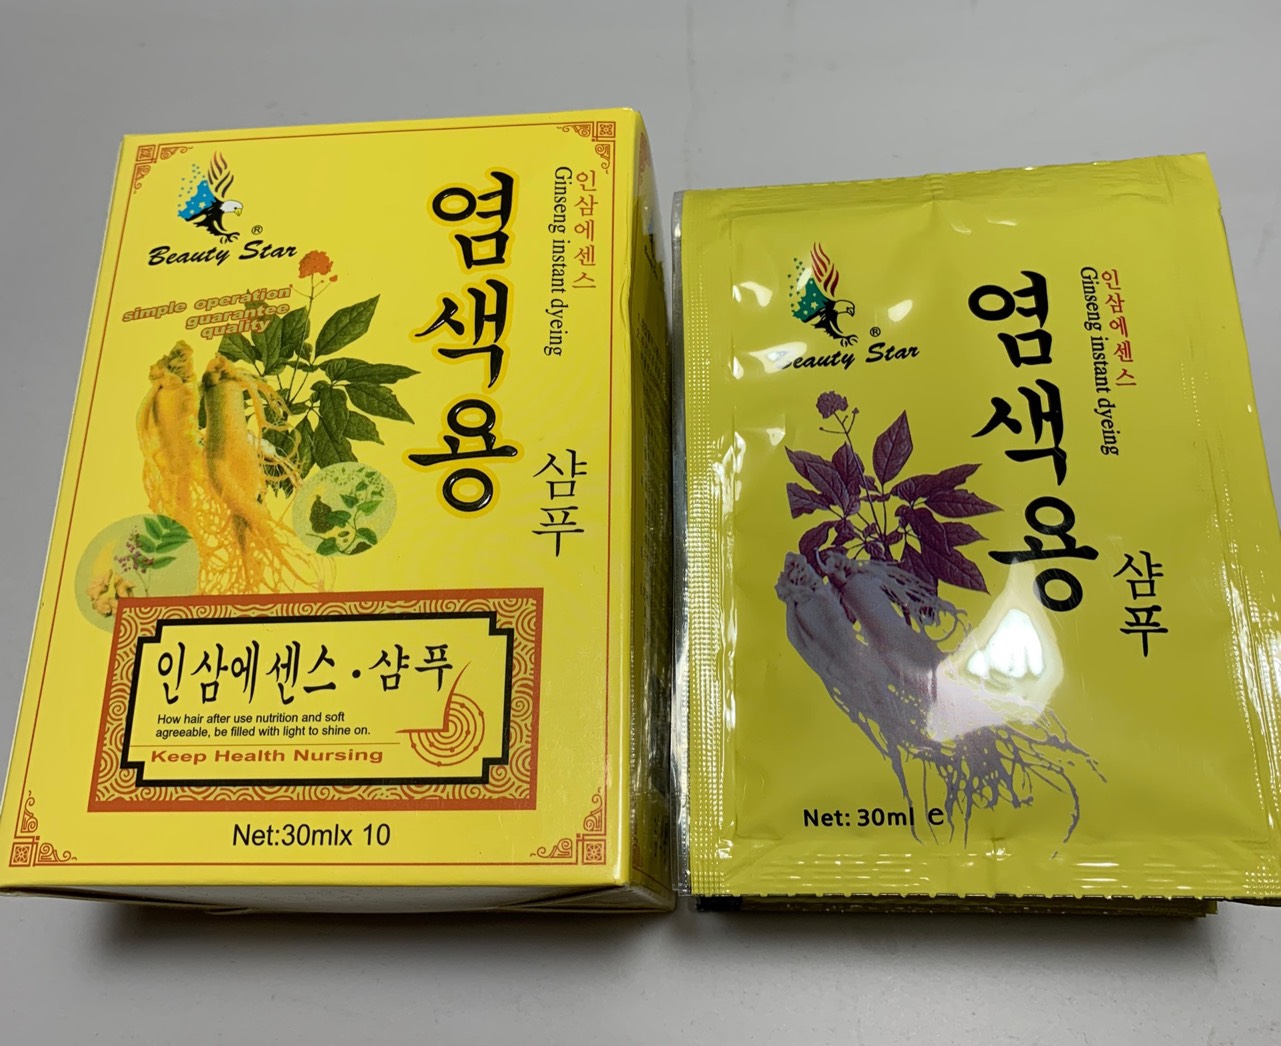 Beauty Star ®
simple operation
guarantee
quality
염색용
샴푸
인삼에센스
Ginseng instant dyeing
인삼에센스·샴푸
How hair after use nutrition and soft
agreeable, be filled with light to shine on.
Keep Health Nursing
Net:30mlx 10
Beauty Star ®
염색용
샴푸
인삼에센스
Ginseng instant dyeing
Net: 30ml e